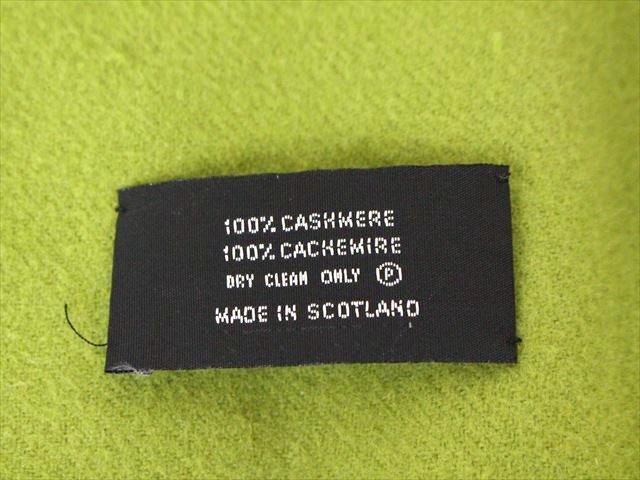 100% CASHMERE
100% CACHEMIRE
DRY CLEAN ONLY Ⓟ
MADE IN SCOTLAND